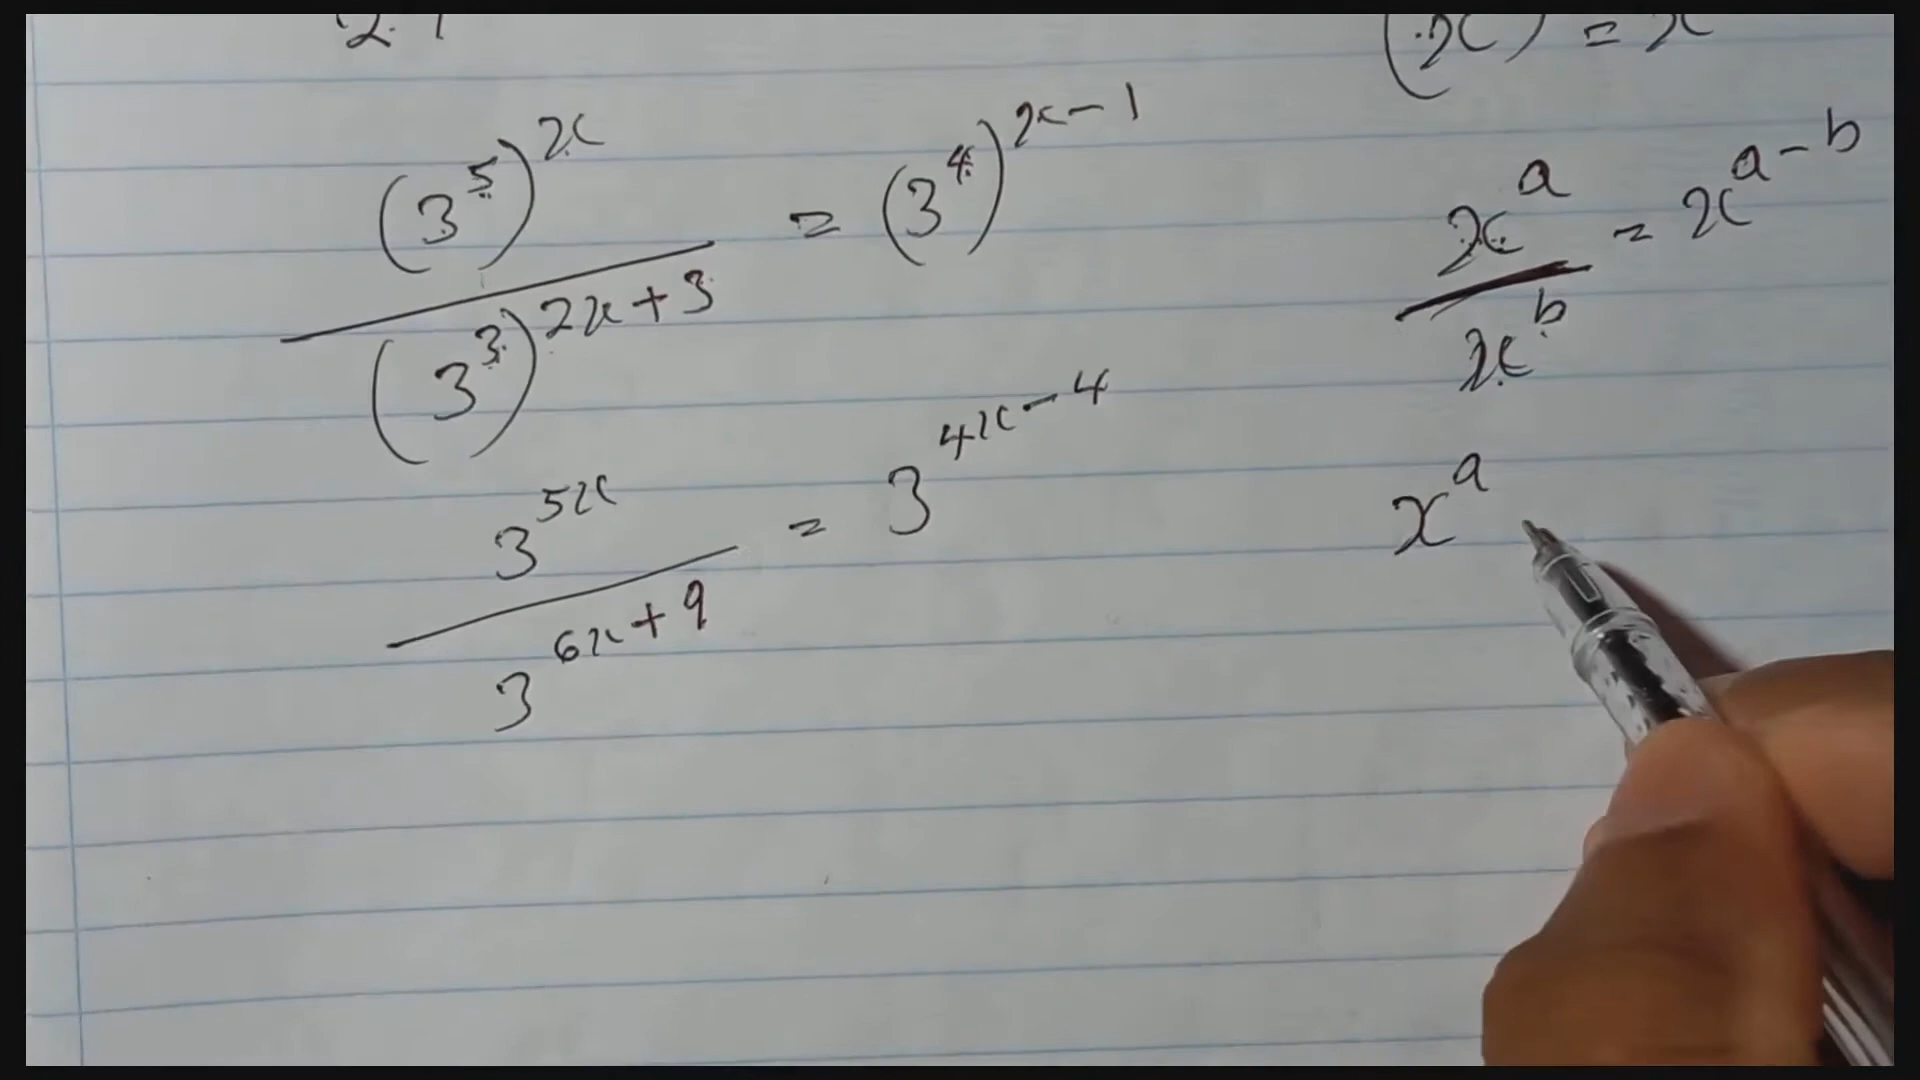 (x) = x
(3^5)^x / (3^3)^(2x+3) = (3^4)^(x-1)
x^a / x^b = x^(a-b)
3^(5x) / 3^(6x+9) = 3^(4x-4)
x^a